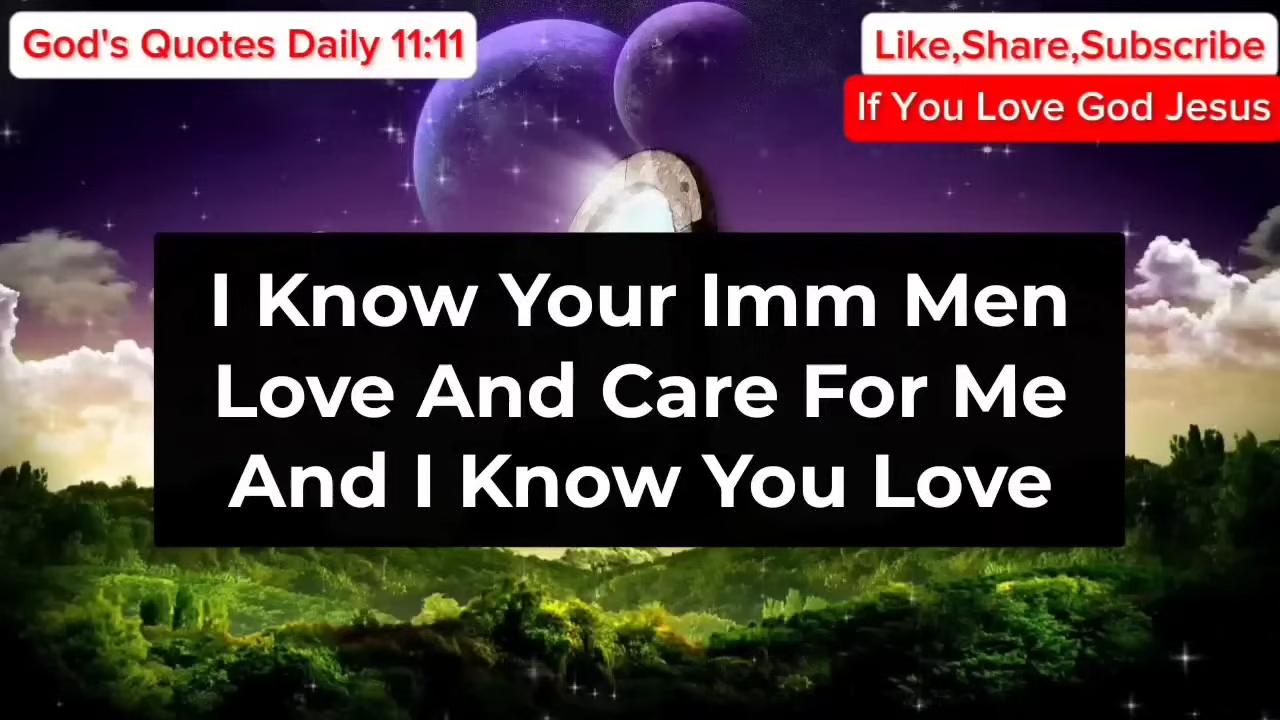 God's Quotes Daily 11:11
Like,Share,Subscribe
If You Love God Jesus
I Know Your Imm Men
Love And Care For Me
And I Know You Love